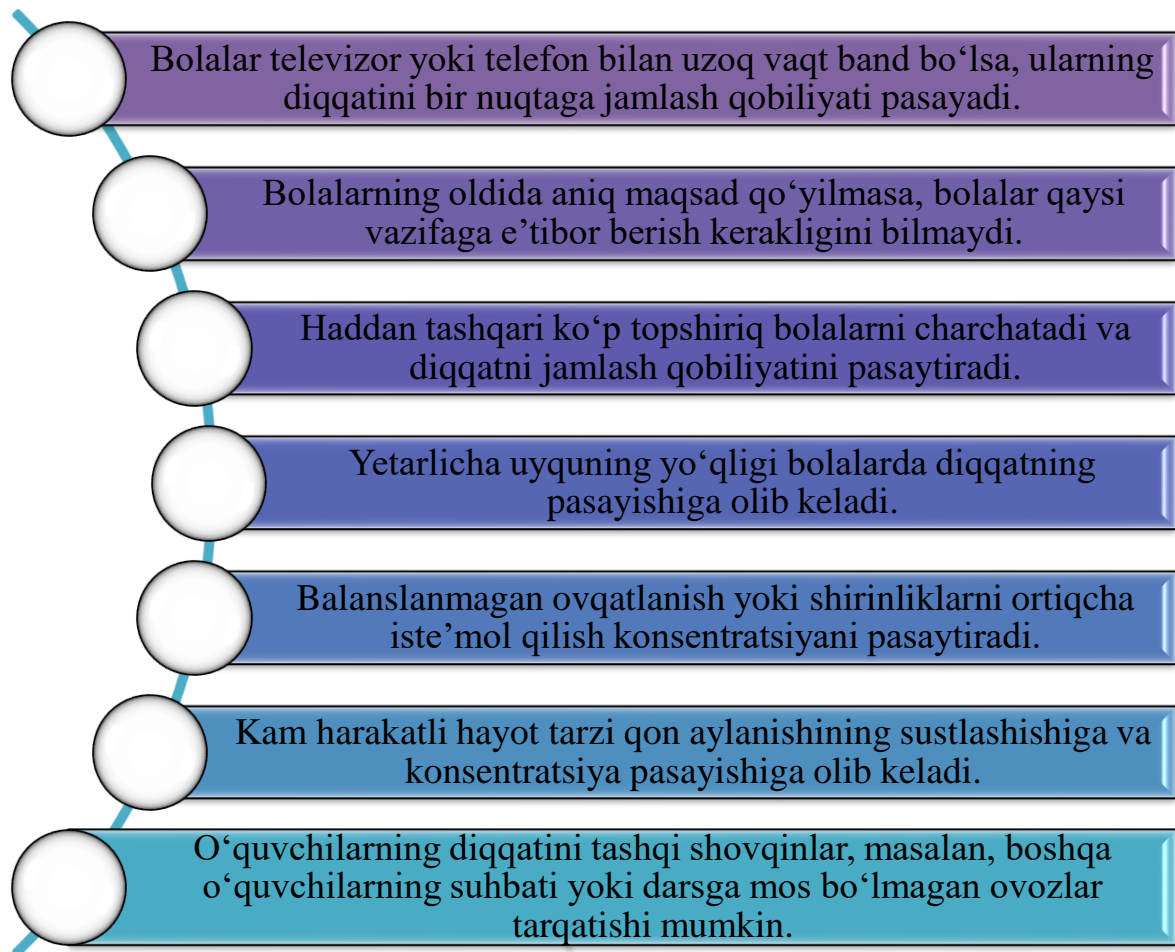 Bolalar televizor yoki telefon bilan uzoq vaqt band bo‘lsa, ularning
diqqatini bir nuqtaga jamlash qobiliyati pasayadi.
Bolalarning oldida aniq maqsad qo‘yilmasa, bolalar qaysi
vazifaga e’tibor berish kerakligini bilmaydi.
Haddan tashqari ko‘p topshiriq bolalarni charchatadi va
diqqatni jamlash qobiliyatini pasaytiradi.
Yetarlicha uyquning yo‘qligi bolalarda diqqatning
pasayishiga olib keladi.
Balanslanmagan ovqatlanish yoki shirinliklarni ortiqcha
iste’mol qilish konsentratsiyani pasaytiradi.
Kam harakatli hayot tarzi qon aylanishining sustlashishiga va
konsentratsiya pasayishiga olib keladi.
O‘quvchilarning diqqatini tashqi shovqinlar, masalan, boshqa
o‘quvchilarning suhbati yoki darsga mos bo‘lmagan ovozlar
tarqatishi mumkin.